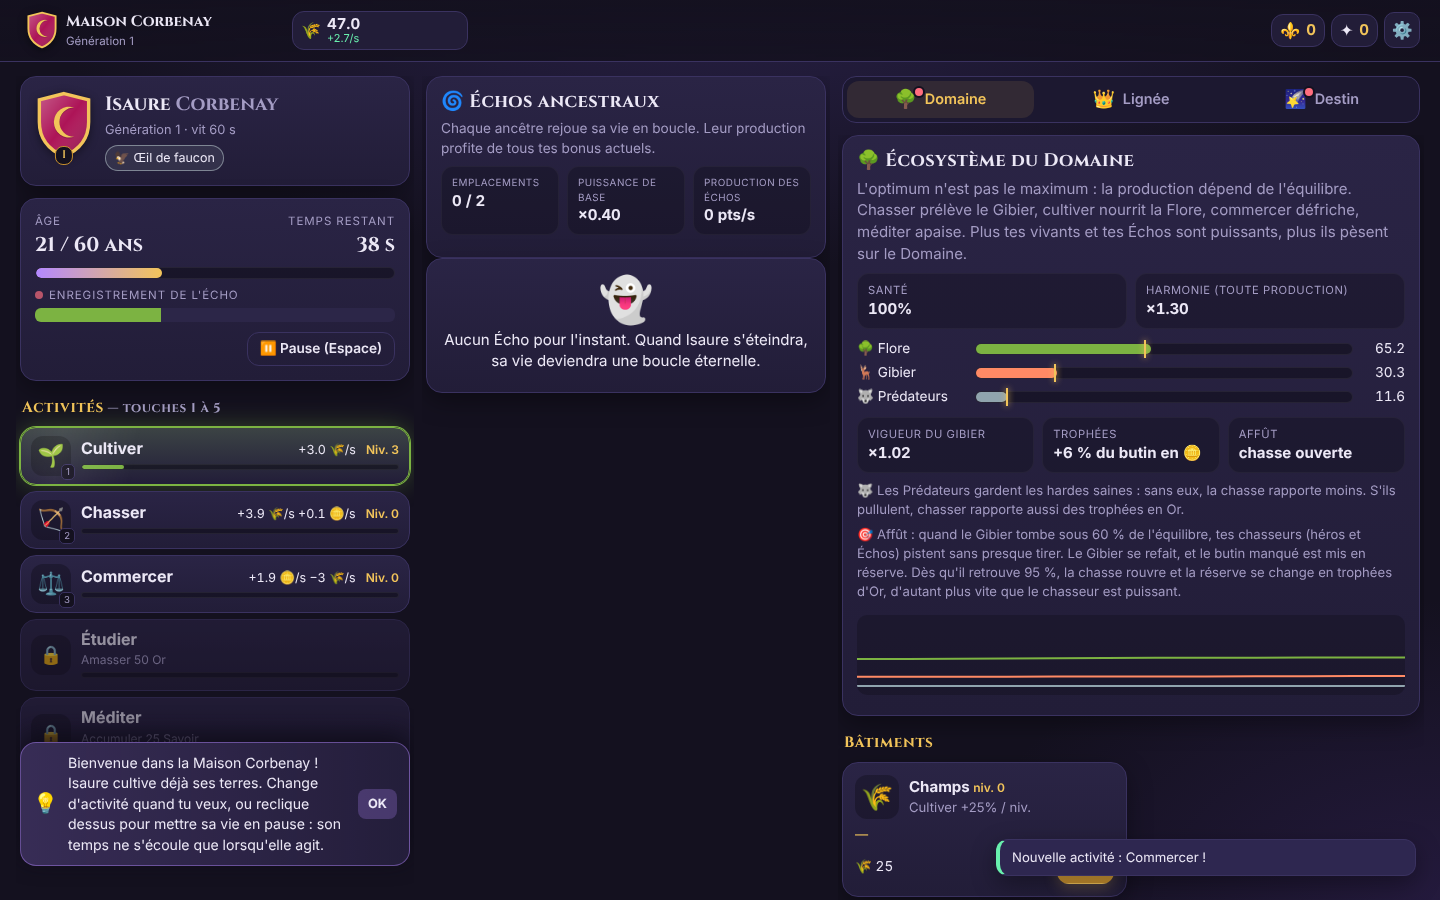 Maison Corbenay
Génération 1
47.0
+2.7/s
0
0
Isaure Corbenay
Génération 1 · vit 60 s
I
Œil de faucon
ÂGE
TEMPS RESTANT
21 / 60 ans
38 s
ENREGISTREMENT DE L'ÉCHO
Pause (Espace)
Activités — touches 1 à 5
Cultiver
+3.0 /s Niv. 3
1
Chasser
+3.9 /s +0.1 /s Niv. 0
2
Commercer
+1.9 /s −3 /s Niv. 0
3
Étudier
Amasser 50 Or
Méditer
Accumuler 25 Savoir
Bienvenue dans la Maison Corbenay !
Isaure cultive déjà ses terres. Change
d'activité quand tu veux, ou reclique
dessus pour mettre sa vie en pause : son
temps ne s'écoule que lorsqu'elle agit.
OK
Échos ancestraux
Chaque ancêtre rejoue sa vie en boucle. Leur production
profite de tous tes bonus actuels.
EMPLACEMENTS
0 / 2
PUISSANCE DE
BASE
×0.40
PRODUCTION DES
ÉCHOS
0 pts/s
Aucun Écho pour l'instant. Quand Isaure s'éteindra,
sa vie deviendra une boucle éternelle.
Domaine
Lignée
Destin
Écosystème du Domaine
L'optimum n'est pas le maximum : la production dépend de l'équilibre.
Chasser prélève le Gibier, cultiver nourrit la Flore, commercer défriche,
méditer apaise. Plus tes vivants et tes Échos sont puissants, plus ils pèsent
sur le Domaine.
SANTÉ
100%
HARMONIE (TOUTE PRODUCTION)
×1.30
Flore
65.2
Gibier
30.3
Prédateurs
11.6
VIGUEUR DU GIBIER
×1.02
TROPHÉES
+6 % du butin en
AFFÛT
chasse ouverte
Les Prédateurs gardent les hardes saines : sans eux, la chasse rapporte moins. S'ils
pullulent, chasser rapporte aussi des trophées en Or.
Affût : quand le Gibier tombe sous 60 % de l'équilibre, tes chasseurs (héros et
Échos) pistent sans presque tirer. Le Gibier se refait, et le butin manqué est mis en
réserve. Dès qu'il retrouve 95 %, la chasse rouvre et la réserve se change en trophées
d'Or, d'autant plus vite que le chasseur est puissant.
Bâtiments
Champs niv. 0
Cultiver +25% / niv.
—
25
Nouvelle activité : Commercer !